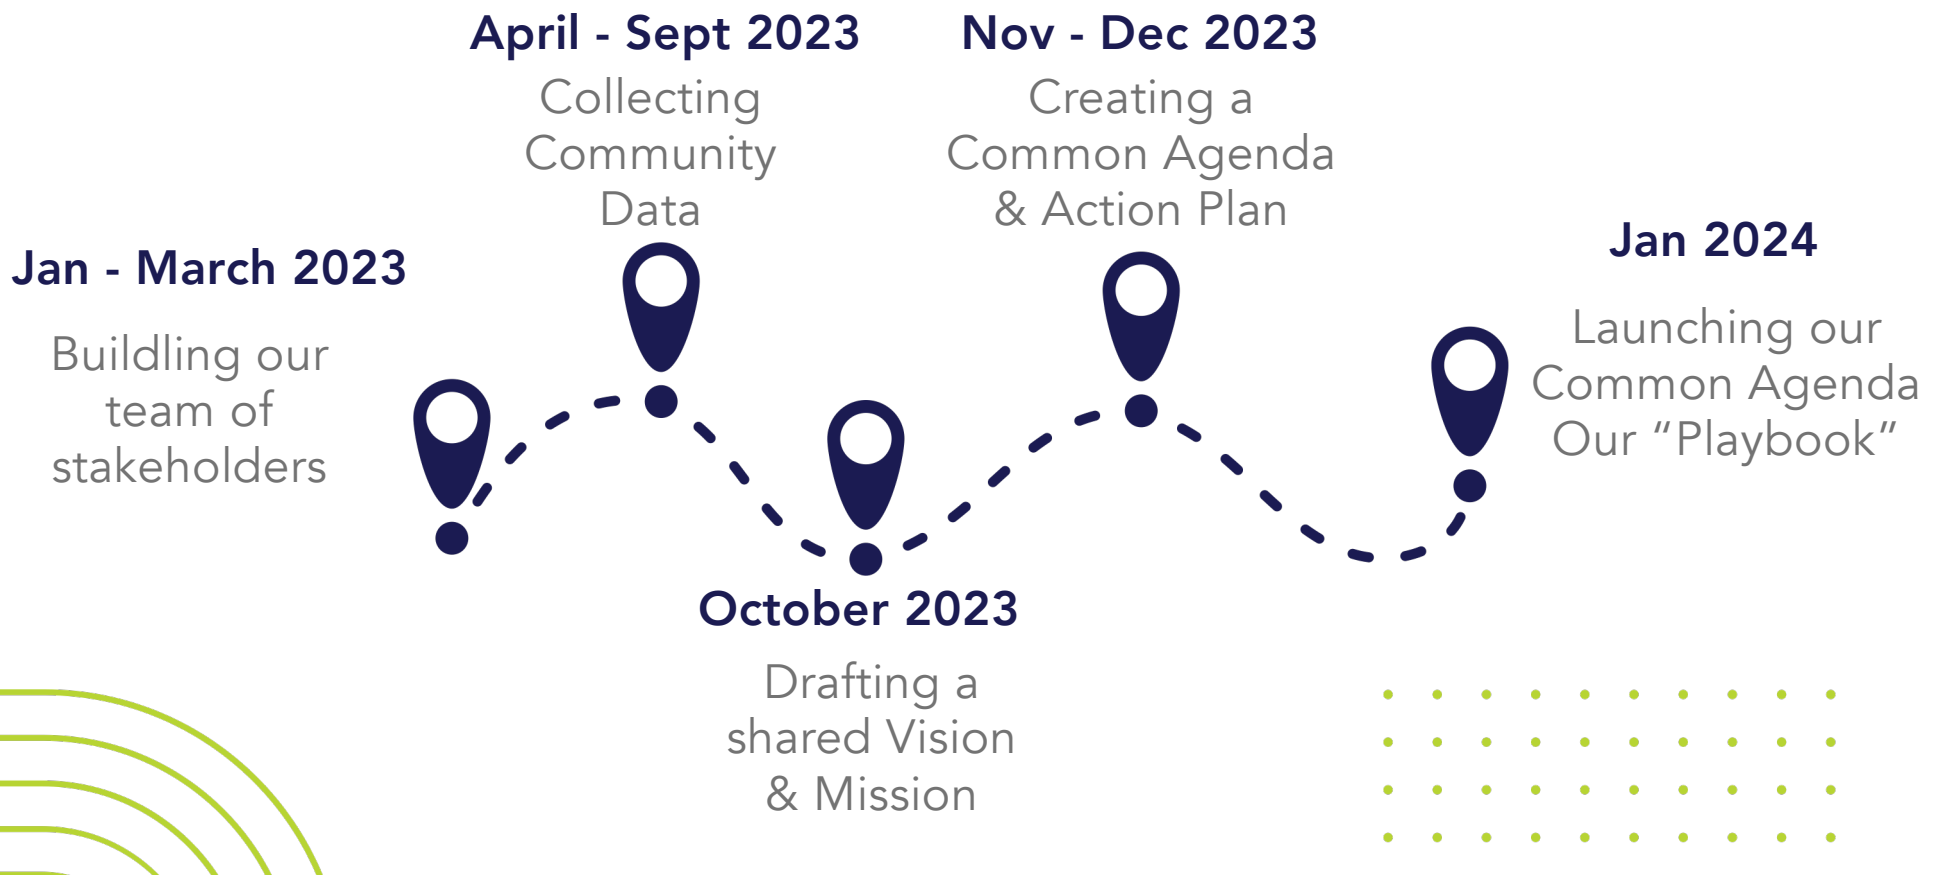 Jan - March 2023
Buildling our
team of
stakeholders
April - Sept 2023
Collecting
Community
Data
October 2023
Drafting a
shared Vision
& Mission
Nov - Dec 2023
Creating a
Common Agenda
& Action Plan
Jan 2024
Launching our
Common Agenda
Our “Playbook”